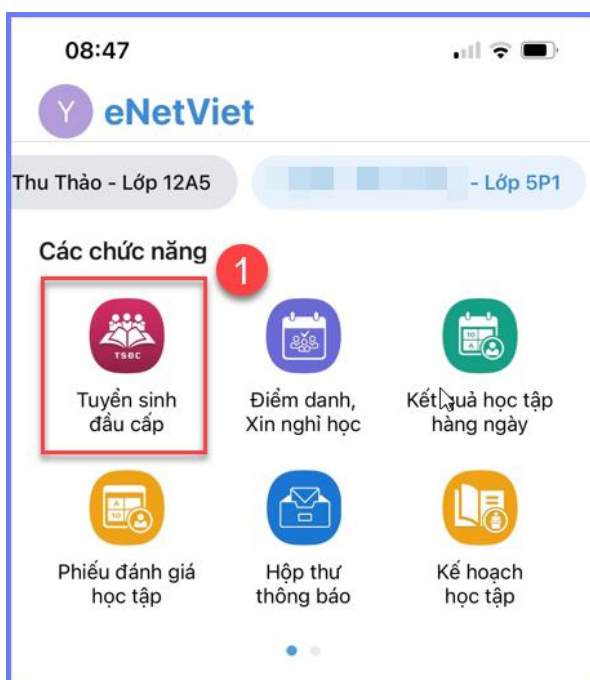 08:47
Y eNetViet
Thu Thảo - Lớp 12A5
- Lớp 5P1
Các chức năng
1
TSĐC
Tuyển sinh
đầu cấp
Điểm danh,
Xin nghỉ học
Kết quả học tập
hàng ngày
Phiếu đánh giá
học tập
Hộp thư
thông báo
Kế hoạch
học tập